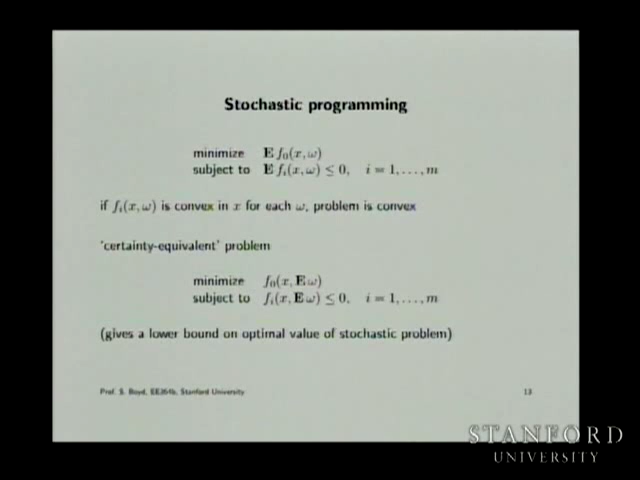 Stochastic programming
minimize E f₀(x, ω)
subject to E fᵢ(x, ω) ≤ 0, i = 1, . . . , m
if fᵢ(x, ω) is convex in x for each ω, problem is convex
'certainty-equivalent' problem
minimize f₀(x, E ω)
subject to fᵢ(x, E ω) ≤ 0, i = 1, . . . , m
(gives a lower bound on optimal value of stochastic problem)
Prof. S. Boyd, EE364b, Stanford University 13
STANFORD
UNIVERSITY